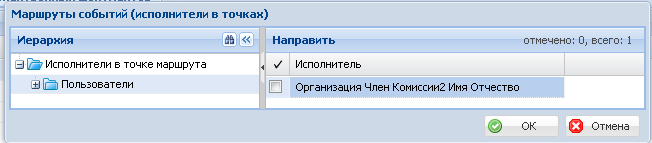 Маршруты событий (исполнители в точках)
Иерархия
Направить
отмечено: 0, всего: 1
Исполнители в точке маршрута
Исполнитель
Пользователи
Организация Член Комиссии2 Имя Отчество
ОК
Отмена